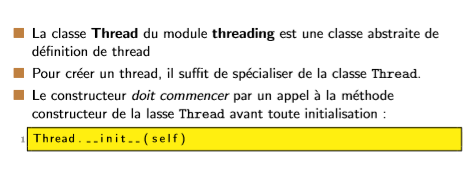 La classe Thread du module threading est une classe abstraite de
définition de thread
Pour créer un thread, il suffit de spécialiser de la classe Thread.
Le constructeur doit commencer par un appel à la méthode
constructeur de la lasse Thread avant toute initialisation :
1 Thread.__init__(self)